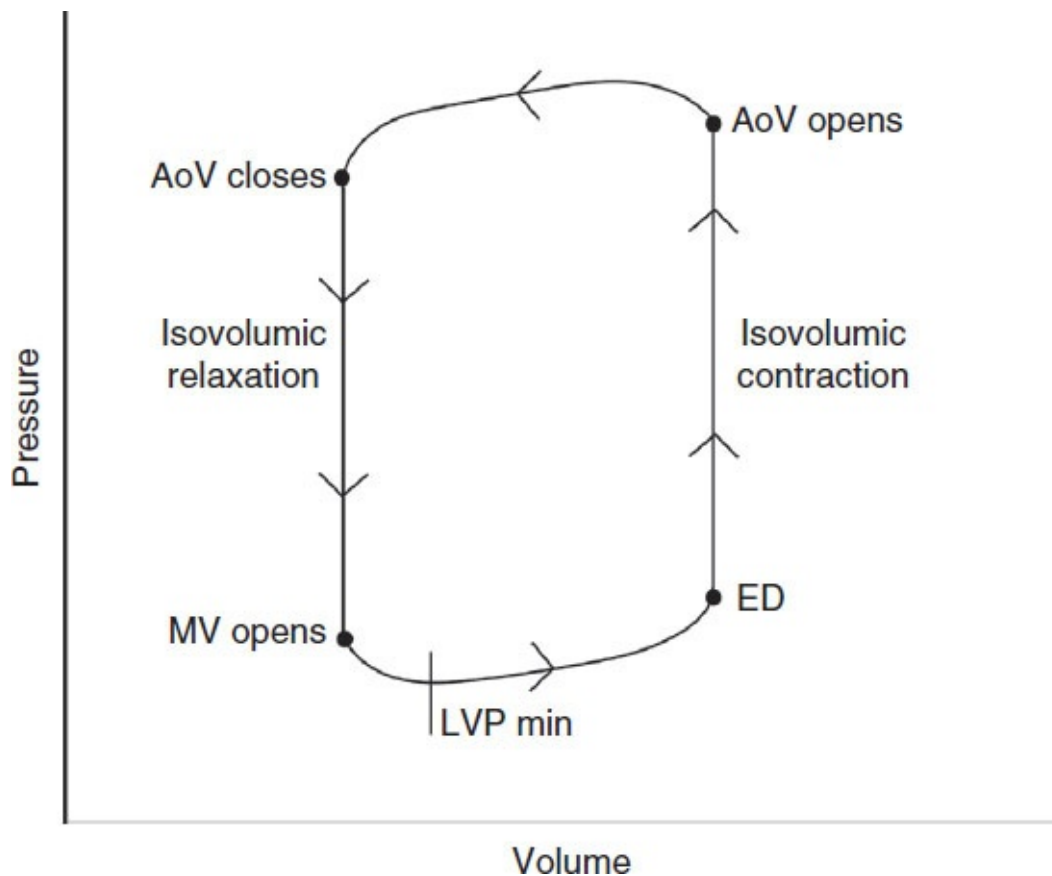 AoV opens
AoV closes
Isovolumic
relaxation
Isovolumic
contraction
Pressure
ED
MV opens
LVP min
Volume